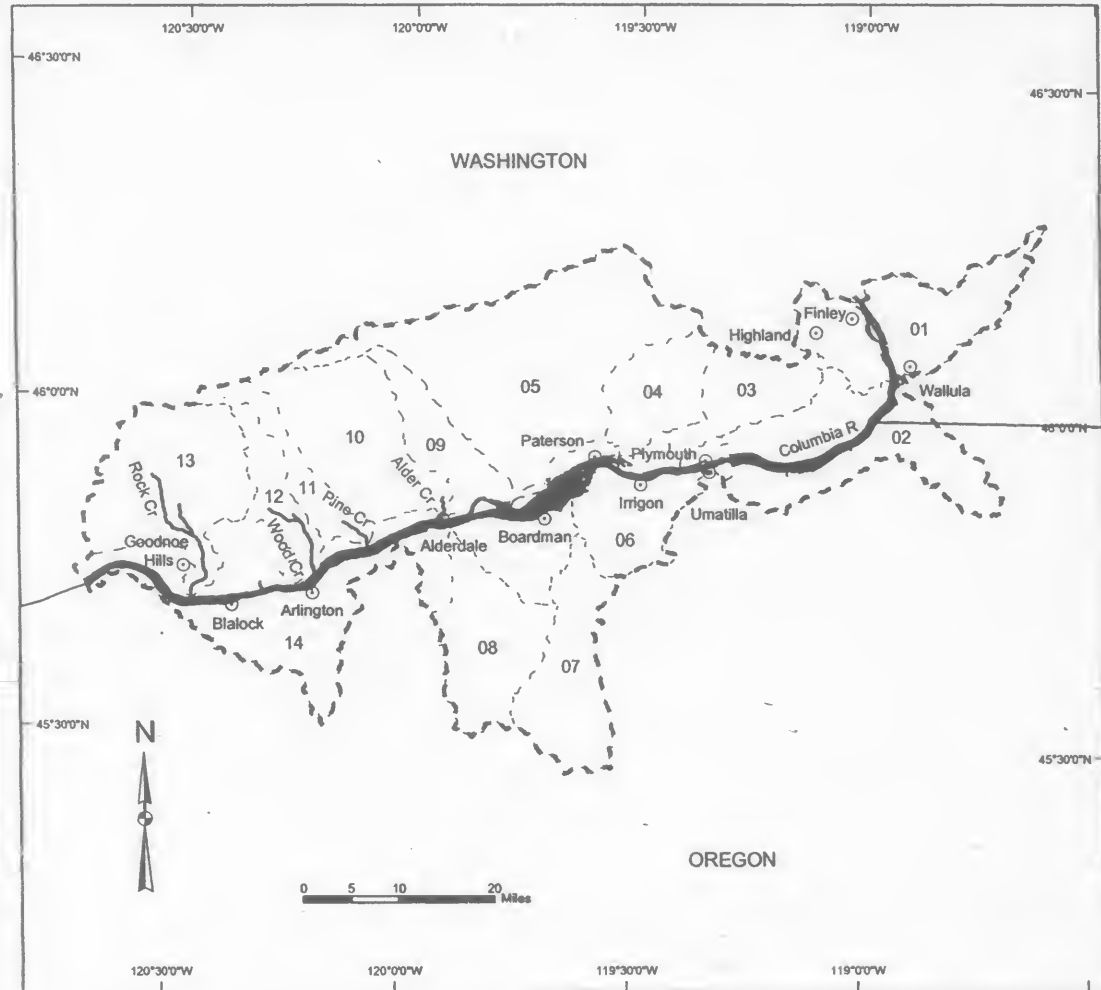 120°30'0"W
120°0'0"W
119°30'0"W
119°0'0"W
46°30'0"N
46°30'0"N
WASHINGTON
Finley
Highland
01
05
04
03
46°0'0"N
Wallula
46°0'0"N
10
09
Paterson
Plymouth
Columbia R
02
13
Alder Cr
Rock Cr
12
11
Pine Cr
Irrigon
Umatilla
Wood Cr
Boardman
Alderdale
Goodnoe
Hills
06
Arlington
Blalock
14
08
07
45°30'0"N
45°30'0"N
N
OREGON
0 5 10 20
Miles
120°30'0"W
120°0'0"W
119°30'0"W
119°0'0"W